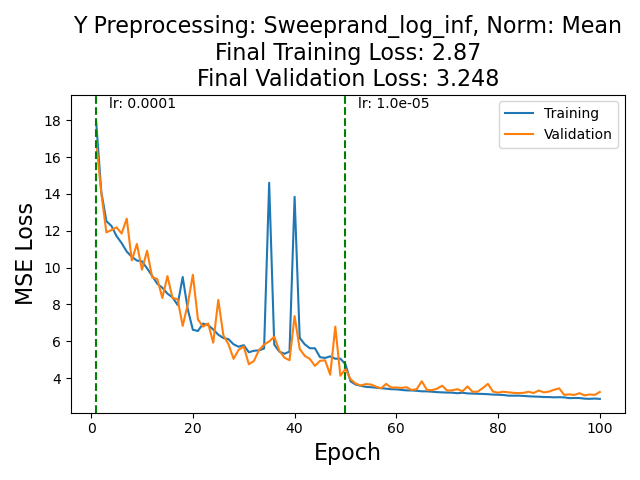 Y Preprocessing: Sweeprand_log_inf, Norm: Mean
Final Training Loss: 2.87
Final Validation Loss: 3.248
lr: 0.0001
lr: 1.0e-05
Training
Validation
MSE Loss
18
16
14
12
10
8
6
4
0
20
40
60
80
100
Epoch